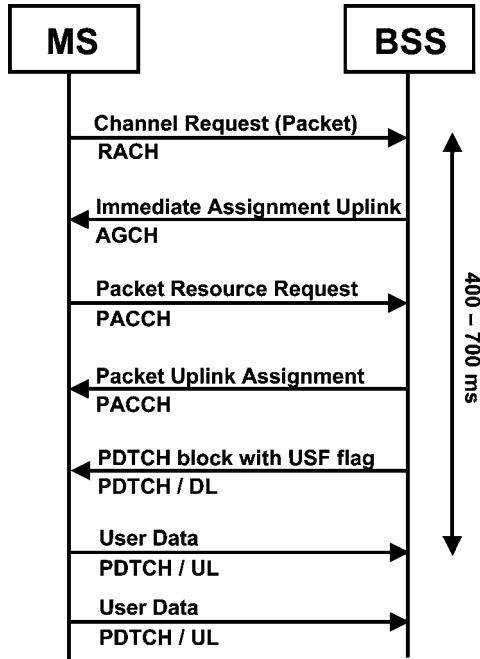 MS
BSS
Channel Request (Packet)
RACH
Immediate Assignment Uplink
AGCH
Packet Resource Request
PACCH
Packet Uplink Assignment
PACCH
PDTCH block with USF flag
PDTCH / DL
User Data
PDTCH / UL
User Data
PDTCH / UL
400 – 700 ms